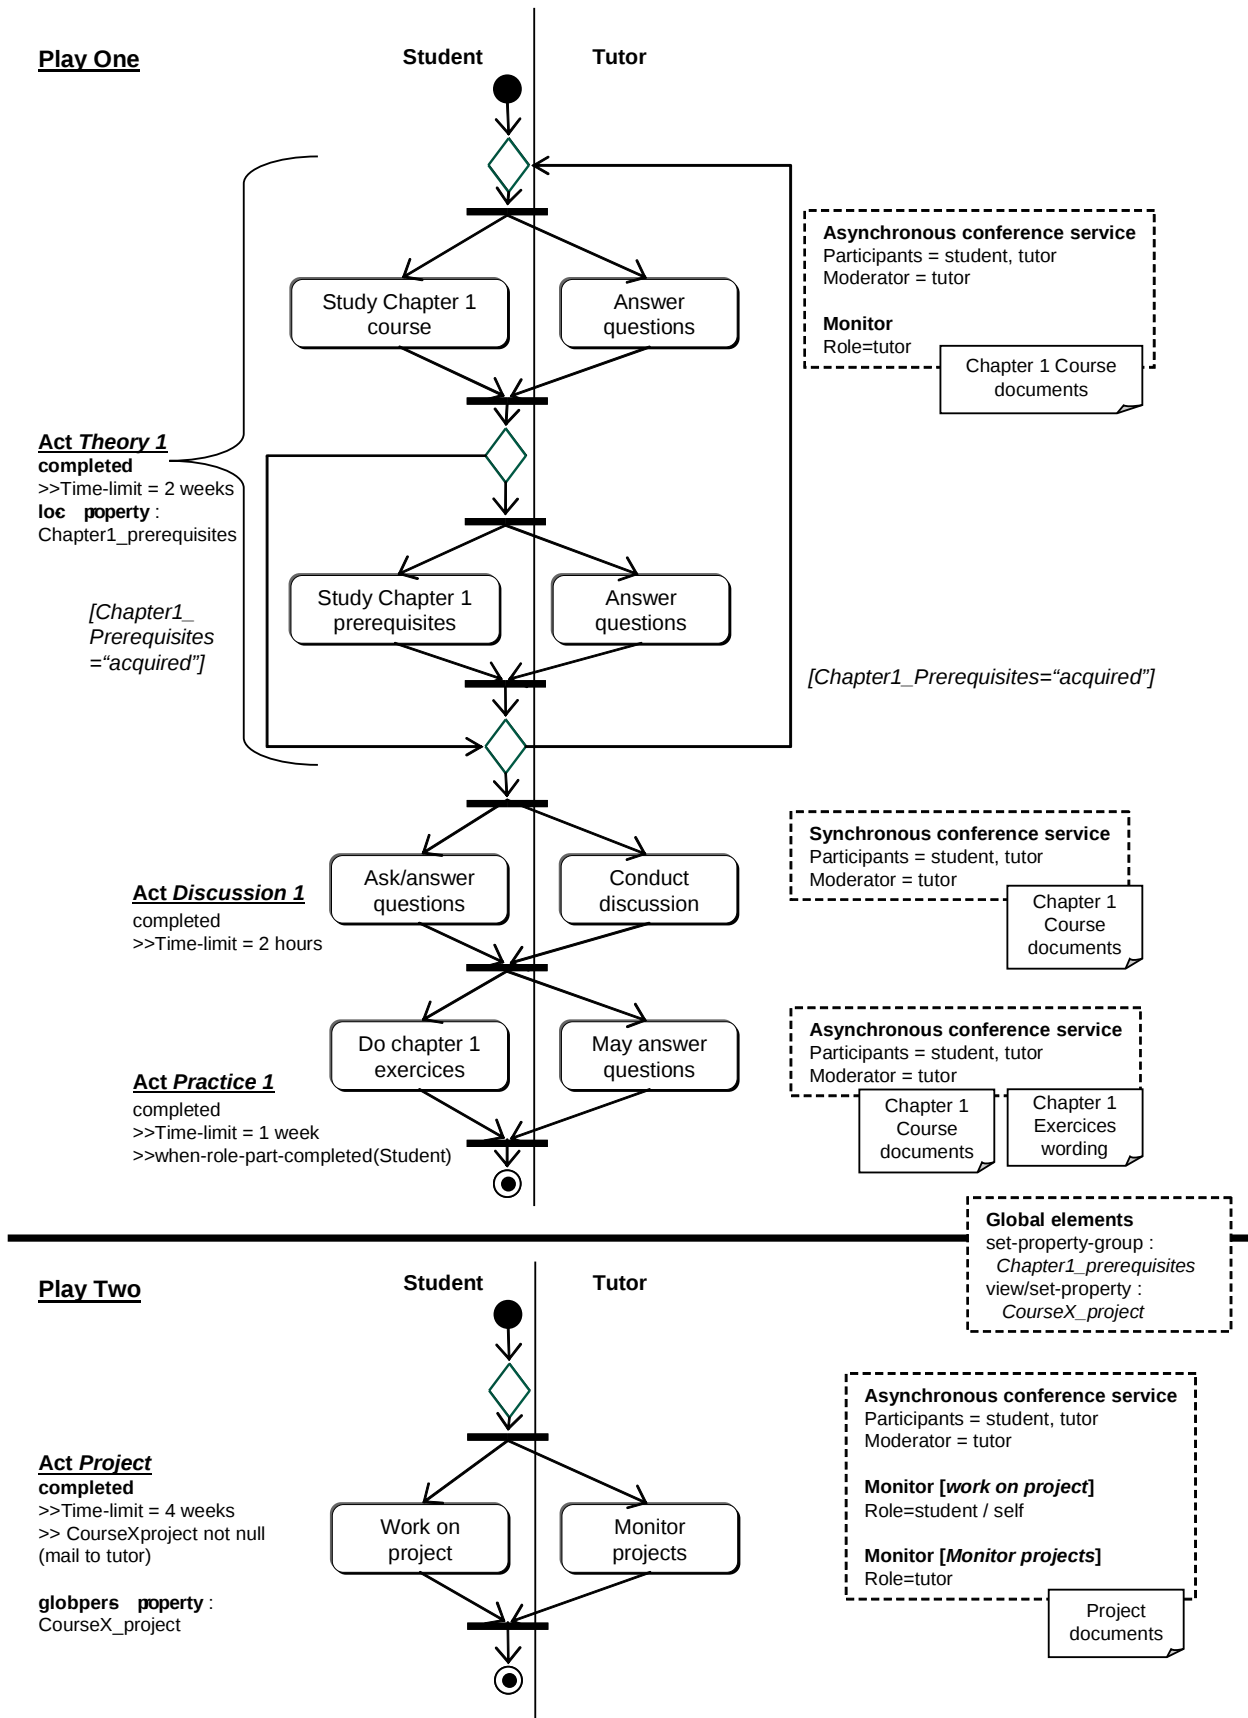 Play One
Student
Tutor
Asynchronous conference service
Participants = student, tutor
Moderator = tutor
Monitor
Role=tutor
Chapter 1 Course
documents
Study Chapter 1
course
Answer
questions
Act Theory 1
completed
>>Time-limit = 2 weeks
:
Chapter1_prerequisites
[Chapter1_
Prerequisites
=“acquired”]
Study Chapter 1
prerequisites
Answer
questions
[Chapter1_Prerequisites=“acquired”]
Synchronous conference service
Participants = student, tutor
Moderator = tutor
Chapter 1
Course
documents
Ask/answer
questions
Conduct
discussion
Act Discussion 1
completed
>>Time-limit = 2 hours
Asynchronous conference service
Participants = student, tutor
Moderator = tutor
Chapter 1
Course
documents
Chapter 1
Exercices
wording
Do chapter 1
exercices
May answer
questions
Act Practice 1
completed
>>Time-limit = 1 week
>>when-role-part-completed(Student)
Global elements
set-property-group :
Chapter1_prerequisites
view/set-property :
CourseX_project
Play Two
Student
Tutor
Asynchronous conference service
Participants = student, tutor
Moderator = tutor
Monitor [work on project]
Role=student / self
Monitor [Monitor projects]
Role=tutor
Project
documents
Act Project
completed
>>Time-limit = 4 weeks
>> CourseXproject not null
(mail to tutor)
Work on
project
Monitor
projects
:
CourseX_project